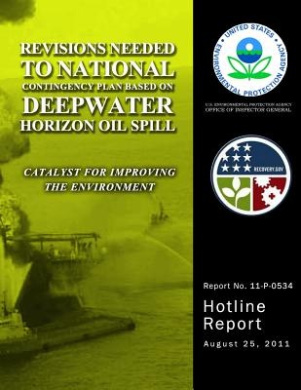 REVISIONS NEEDED
TO NATIONAL
CONTINGENCY PLAN BASED ON
DEEPWATER
HORIZON OIL SPILL
CATALYST FOR IMPROVING
THE ENVIRONMENT
UNITED STATES
ENVIRONMENTAL PROTECTION AGENCY
U.S. ENVIRONMENTAL PROTECTION AGENCY
OFFICE OF INSPECTOR GENERAL
RECOVERY.GOV
Report No. 11-P-0534
Hotline
Report
August 25, 2011